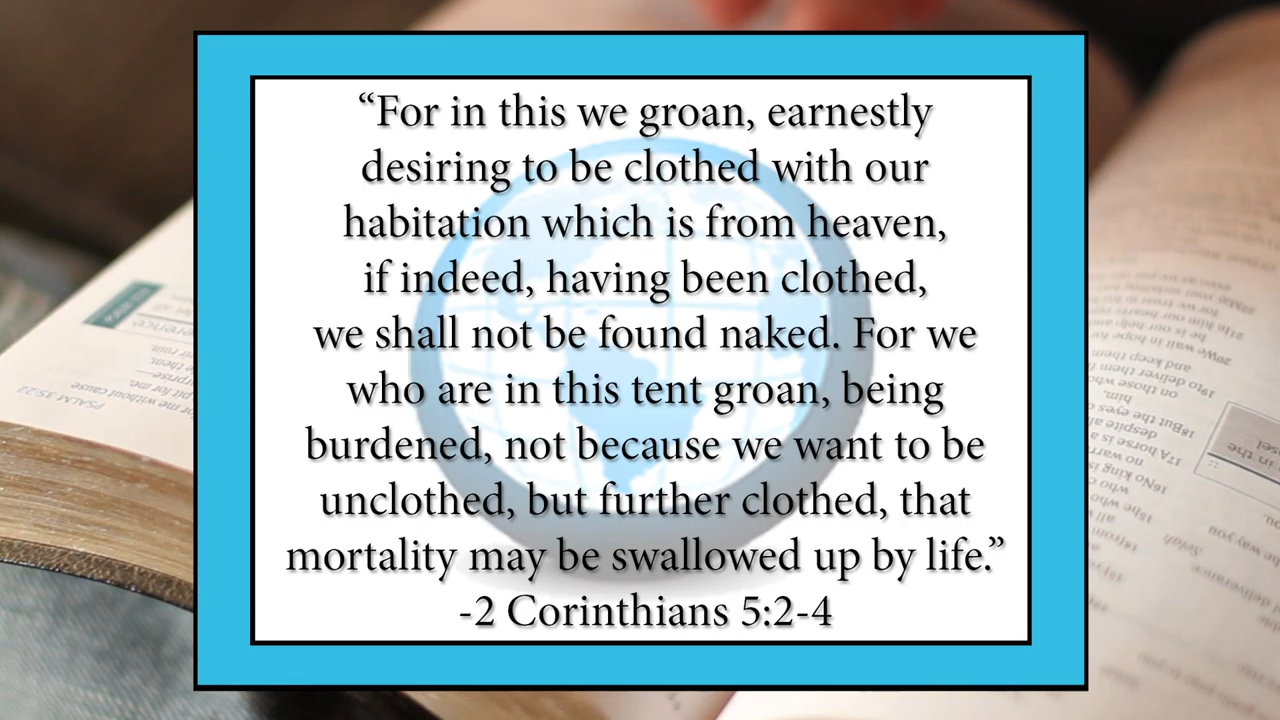 “For in this we groan, earnestly
desiring to be clothed with our
habitation which is from heaven,
if indeed, having been clothed,
we shall not be found naked. For we
who are in this tent groan, being
burdened, not because we want to be
unclothed, but further clothed, that
mortality may be swallowed up by life.”
-2 Corinthians 5:2-4
PSALM 35:22